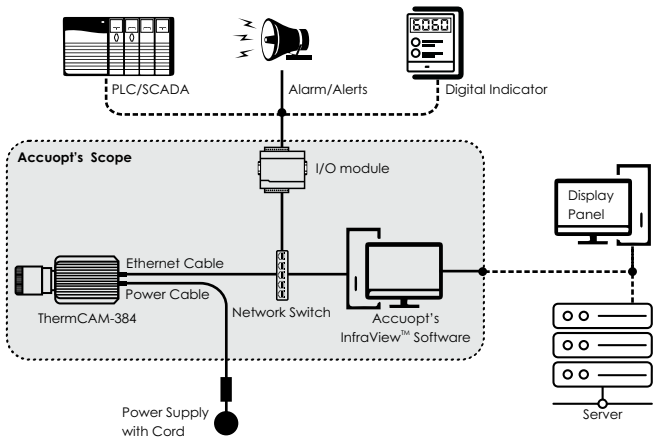 6060
PLC/SCADA
Alarm/Alerts
Digital Indicator
Accuopt's Scope
I/O module
Display
Panel
Ethernet Cable
Power Cable
ThermCAM-384
Network Switch
Accuopt's
InfraView™ Software
Server
Power Supply
with Cord